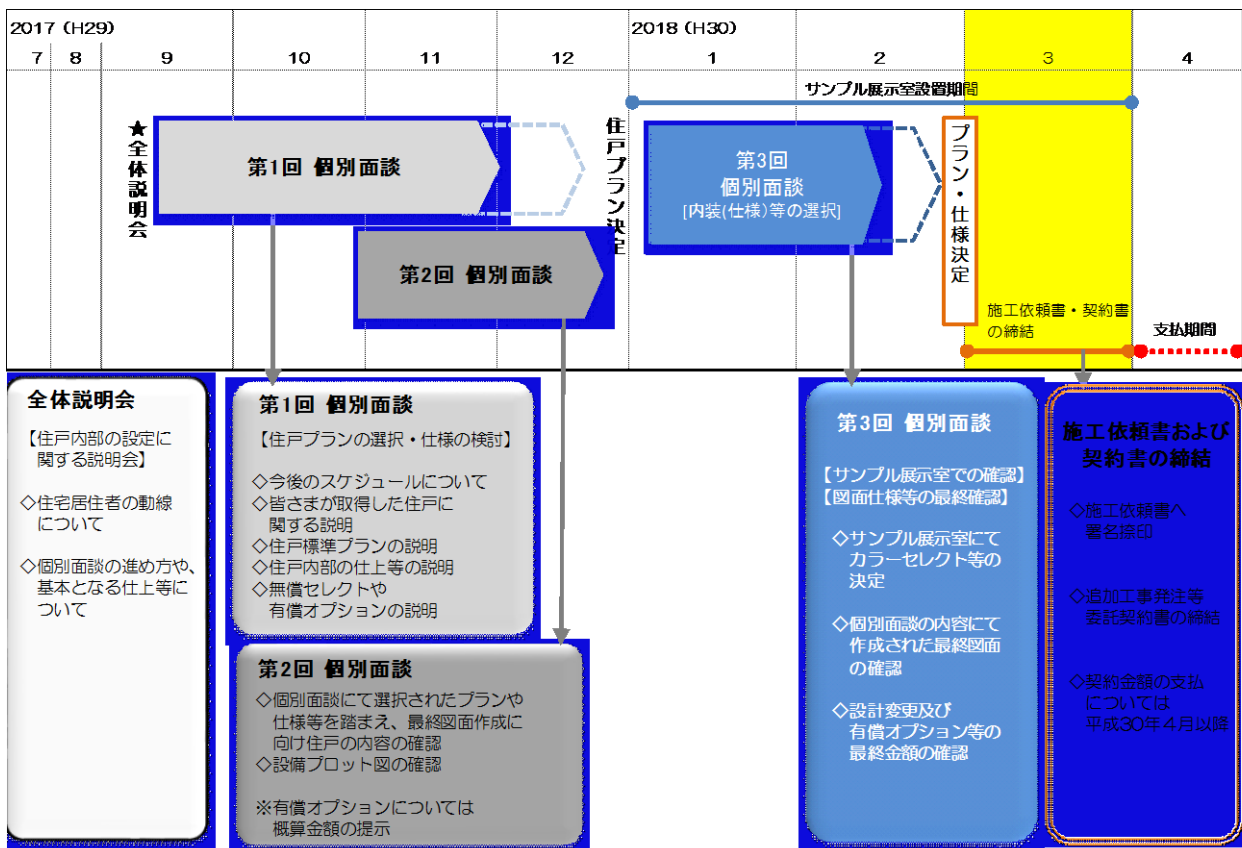 2017 (H29)
2018 (H30)
7
8
9
10
11
12
1
2
3
4
サンプル展示室設置期間
★全体説明会
第1回 個別面談
住戸プラン決定
第3回
個別面談
[内装(仕様)等の選択]
プラン・仕様決定
第2回 個別面談
施工依頼書・契約書
の締結
支払期間
全体説明会
【住戸内部の設定に
関する説明会】
◇住宅居住者の動線
について
◇個別面談の進め方や、
基本となる仕上等に
ついて
第1回 個別面談
【住戸プランの選択・仕様の検討】
◇今後のスケジュールについて
◇皆さまが取得した住戸に
関する説明
◇住戸標準プランの説明
◇住戸内部の仕上等の説明
◇無償セレクトや
有償オプションの説明
第2回 個別面談
◇個別面談にて選択されたプランや
仕様等を踏まえ、最終図面作成に
向け住戸の内容の確認
◇設備プロット図の確認
※有償オプションについては
概算金額の提示
第3回 個別面談
【サンプル展示室での確認】
【図面仕様等の最終確認】
◇サンプル展示室にて
カラーセレクト等の
決定
◇個別面談の内容にて
作成された最終図面
の確認
◇設計変更及び
有償オプション等の
最終金額の確認
施工依頼書および
契約書の締結
◇施工依頼書へ
署名捺印
◇追加工事発注等
委託契約書の締結
◇契約金額の支払
については
平成30年4月以降